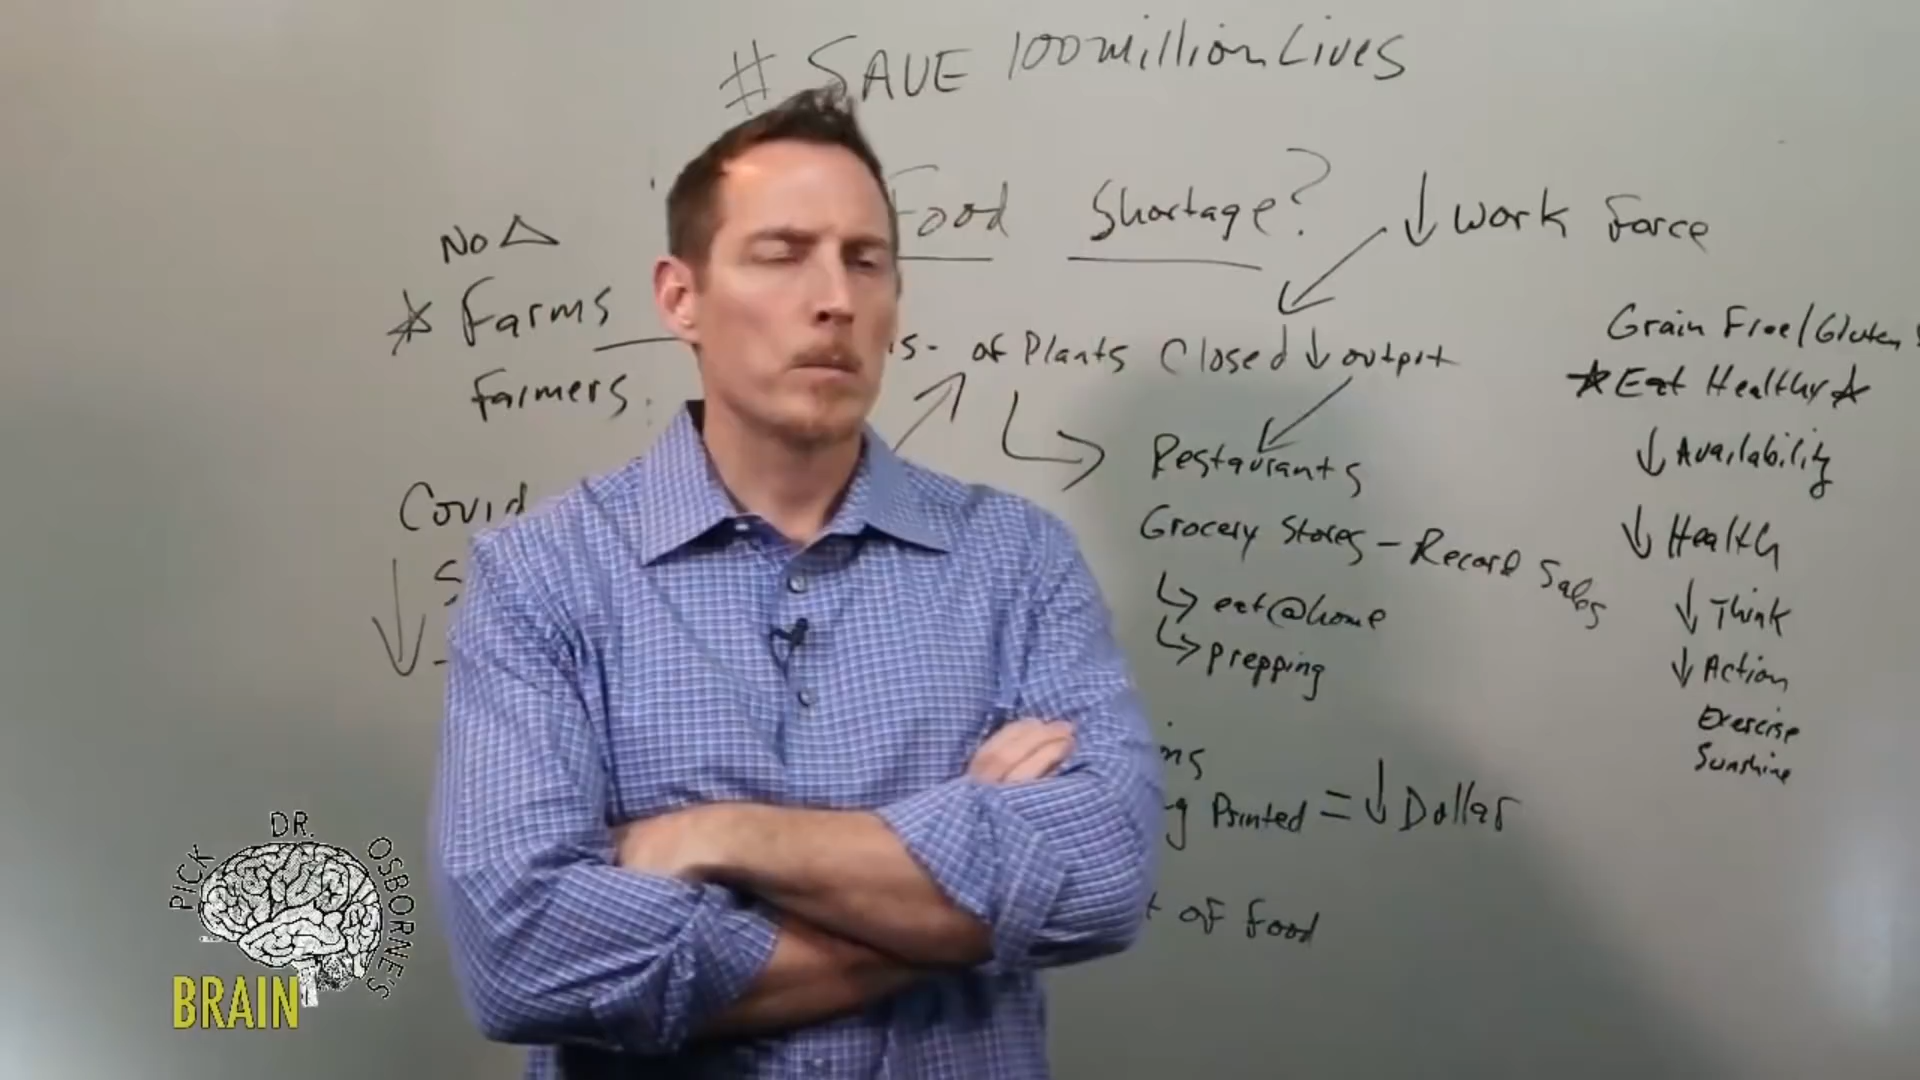 # SAVE 100 million Lives
Food Shortage?
↓ Work Force
No △
* Farms
farmers
of Plants Closed ↓ output
Restaurants
Grocery Stores - Record Sales
↳ eat@home
↳ prepping
Covid
Printed = ↓ Dollar
of food
Grain Free/Gluten
☆ Eat Healthy ☆
↓ Availability
↓ Health
↓ Think
↓ Action
Exercise
Sunshine
PICK DR. OSBORNE'S
BRAIN